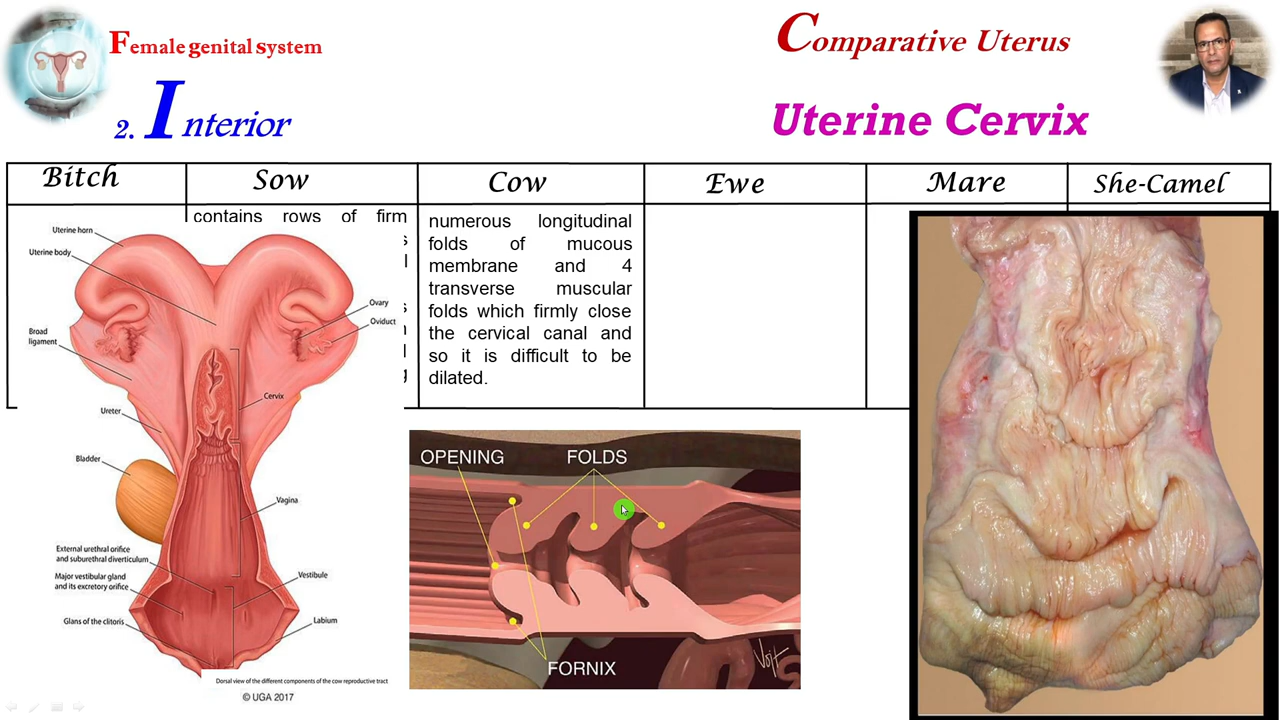 Female genital system
Comparative Uterus
2. Interior
Uterine Cervix
Bitch
Sow
Cow
Ewe
Mare
She-Camel
contains rows of firm
numerous longitudinal
folds of mucous
membrane and 4
transverse muscular
folds which firmly close
the cervical canal and
so it is difficult to be
dilated.
Uterine horn
Uterine body
Ovary
Oviduct
Broad
ligament
Cervix
Ureter
Bladder
Vagina
External urethral orifice
and suburethral diverticulum
Major vestibular gland
and its excretory orifice
Vestibule
Glans of the clitoris
Labium
Dorsal view of the different components of the cow reproductive tract
© UGA 2017
OPENING
FOLDS
FORNIX
Vojt